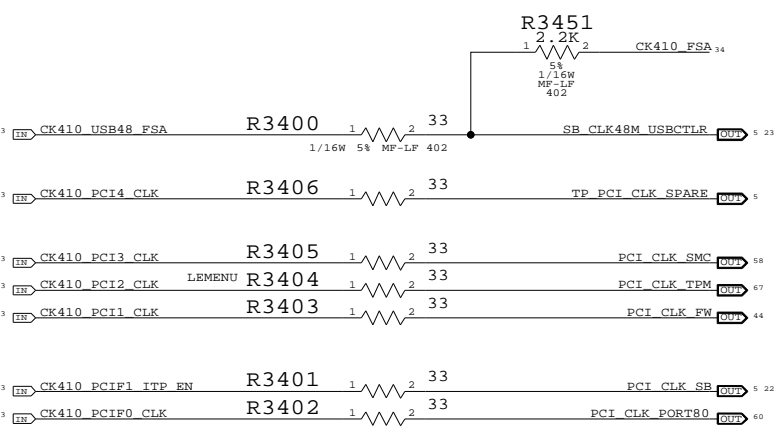 R3451
2.2K
1 2 CK410_FSA 34
5%
1/16W
MF-LF
402
3 IN CK410_USB48_FSA R3400 1 2 33 SB_CLK48M_USBCTLR OUT 5 23
1/16W 5% MF-LF 402
3 IN CK410_PCI4_CLK R3406 1 2 33 TP_PCI_CLK_SPARE OUT 5
3 IN CK410_PCI3_CLK R3405 1 2 33 PCI_CLK_SMC OUT 58
3 IN CK410_PCI2_CLK LEMENU R3404 1 2 33 PCI_CLK_TPM OUT 67
3 IN CK410_PCI1_CLK R3403 1 2 33 PCI_CLK_FW OUT 44
3 IN CK410_PCIF1_ITP_EN R3401 1 2 33 PCI_CLK_SB OUT 5 22
3 IN CK410_PCIF0_CLK R3402 1 2 33 PCI_CLK_PORT80 OUT 60